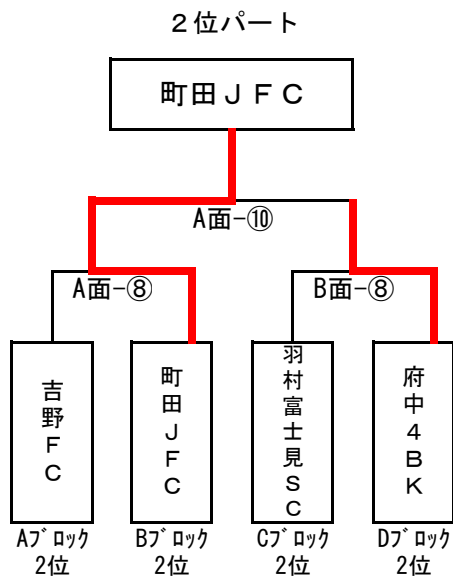 ２位パート
町田ＪＦＣ
A面-⑩
A面-⑧
B面-⑧
吉野ＦＣ
町田ＪＦＣ
羽村富士見ＳＣ
府中４ＢＫ
Aﾌﾞﾛｯｸ
2位
Bﾌﾞﾛｯｸ
2位
Cﾌﾞﾛｯｸ
2位
Dﾌﾞﾛｯｸ
2位